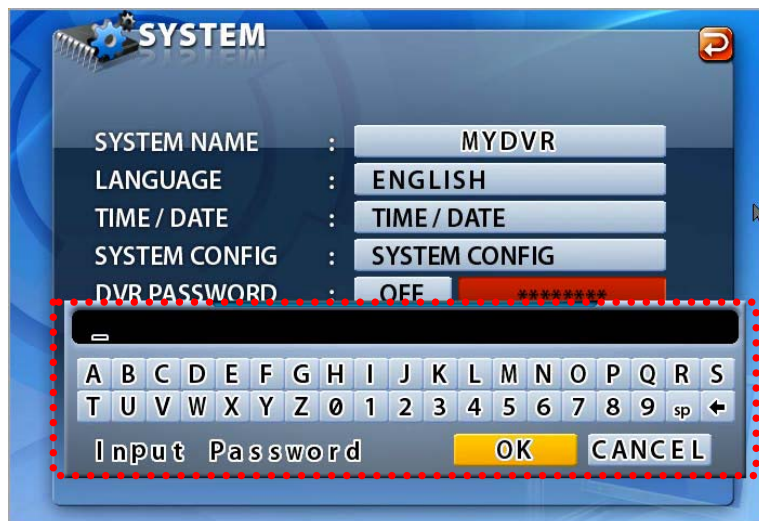 SYSTEM
SYSTEM NAME : MYDVR
LANGUAGE : ENGLISH
TIME / DATE : TIME / DATE
SYSTEM CONFIG : SYSTEM CONFIG
DVR PASSWORD : OFF ********
_
A B C D E F G H I J K L M N O P Q R S
T U V W X Y Z 0 1 2 3 4 5 6 7 8 9 sp ←
Input Password OK CANCEL